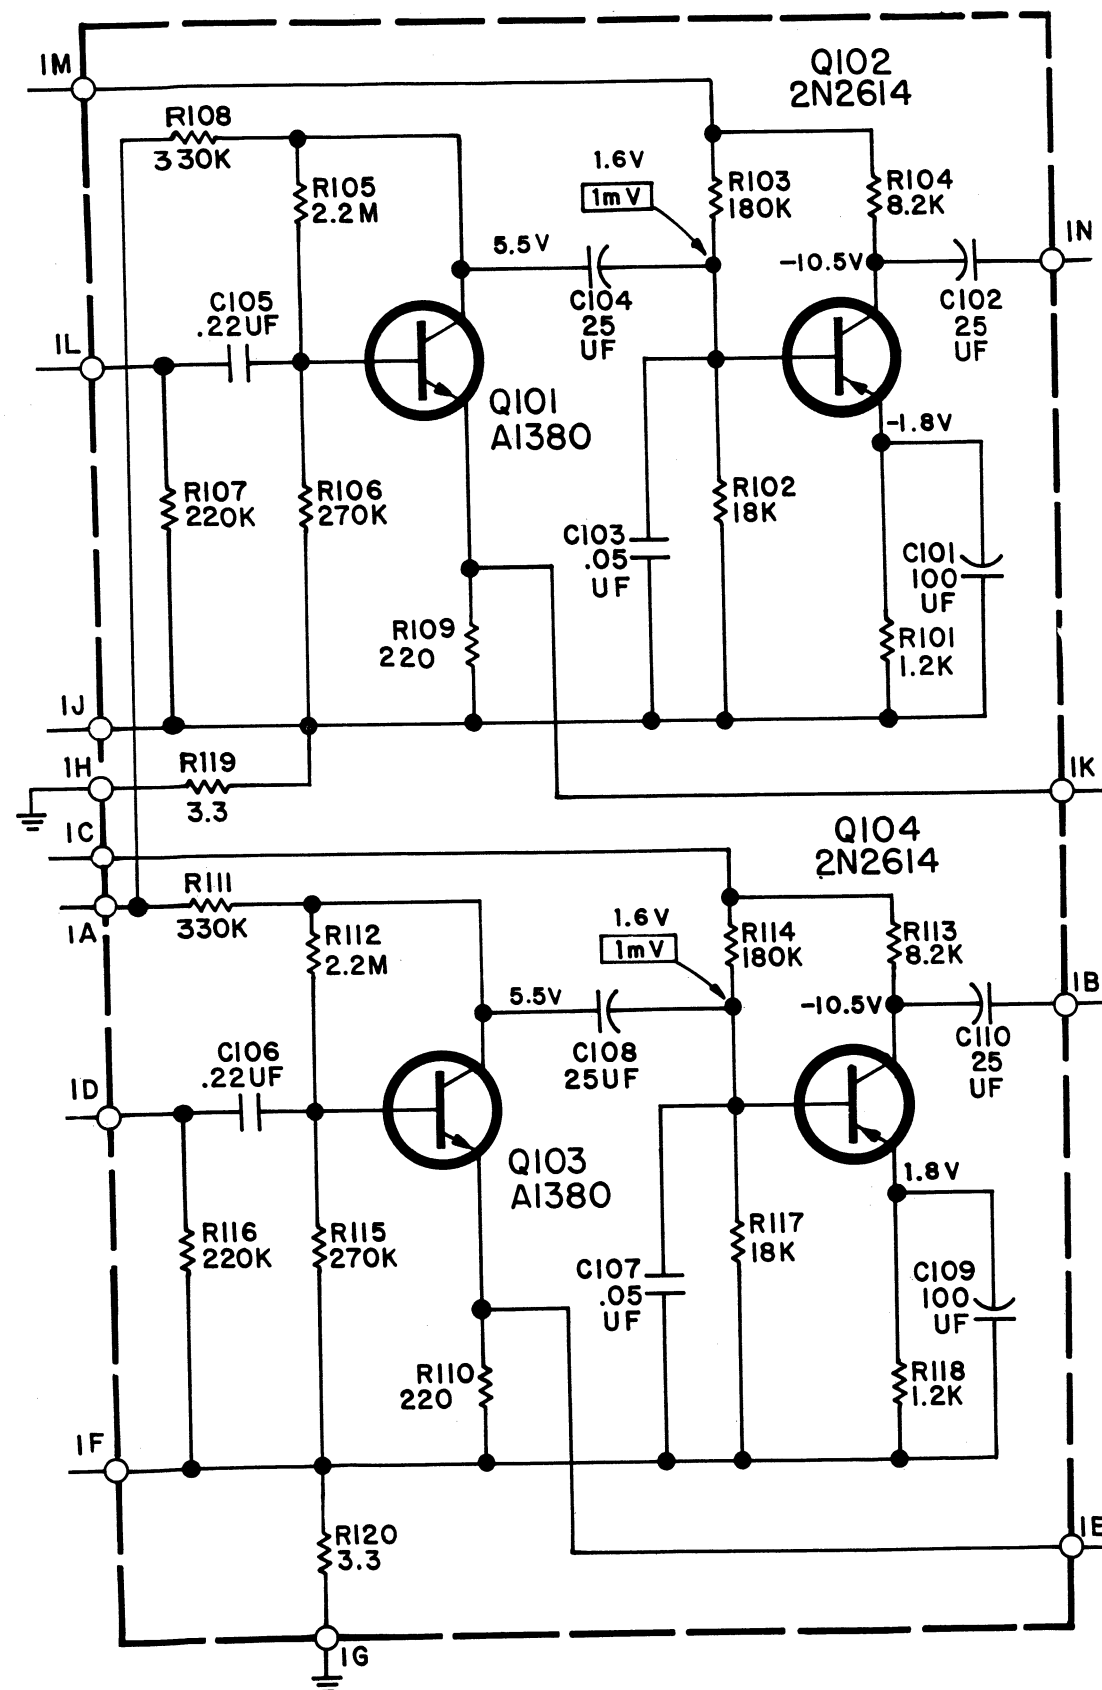 1M
Q102
2N2614
R108
330K
R105
2.2M
1.6V
1mV
R103
180K
R104
8.2K
1N
5.5V
-10.5V
C105
.22UF
C104
25
UF
C102
25
UF
1L
Q101
A1380
-1.8V
R107
220K
R106
270K
R102
18K
C103
.05
UF
C101
100
UF
R109
220
R101
1.2K
1J
1H
R119
3.3
1K
1C
Q104
2N2614
R111
330K
1A
R112
2.2M
1.6V
1mV
R114
180K
R113
8.2K
1B
5.5V
-10.5V
C106
.22UF
C108
25UF
C110
25
UF
1D
Q103
A1380
1.8V
R116
220K
R115
270K
R117
18K
C107
.05
UF
C109
100
UF
R110
220
R118
1.2K
1F
R120
3.3
1E
1G